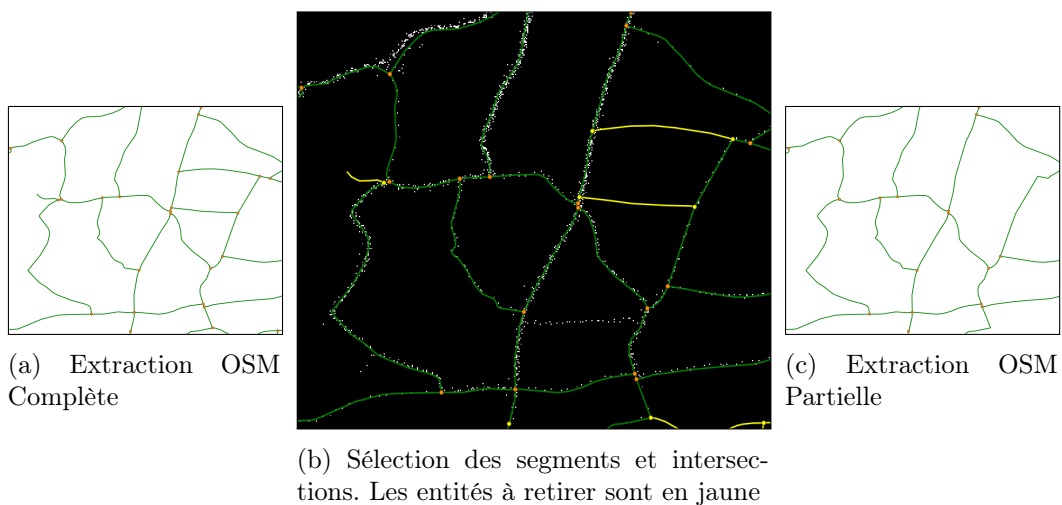 (a) Extraction OSM
Complète
(b) Sélection des segments et intersec-
tions. Les entités à retirer sont en jaune
(c) Extraction OSM
Partielle